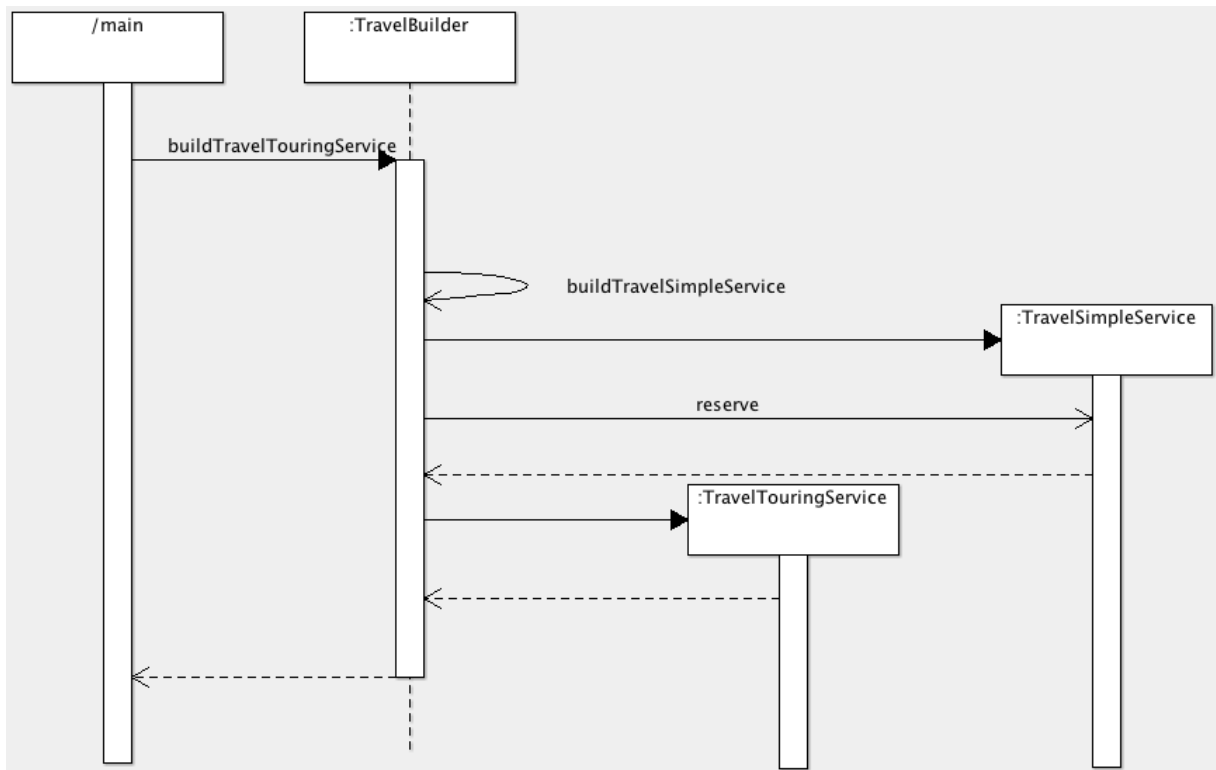 /main
:TravelBuilder
buildTravelTouringService
buildTravelSimpleService
:TravelSimpleService
reserve
:TravelTouringService